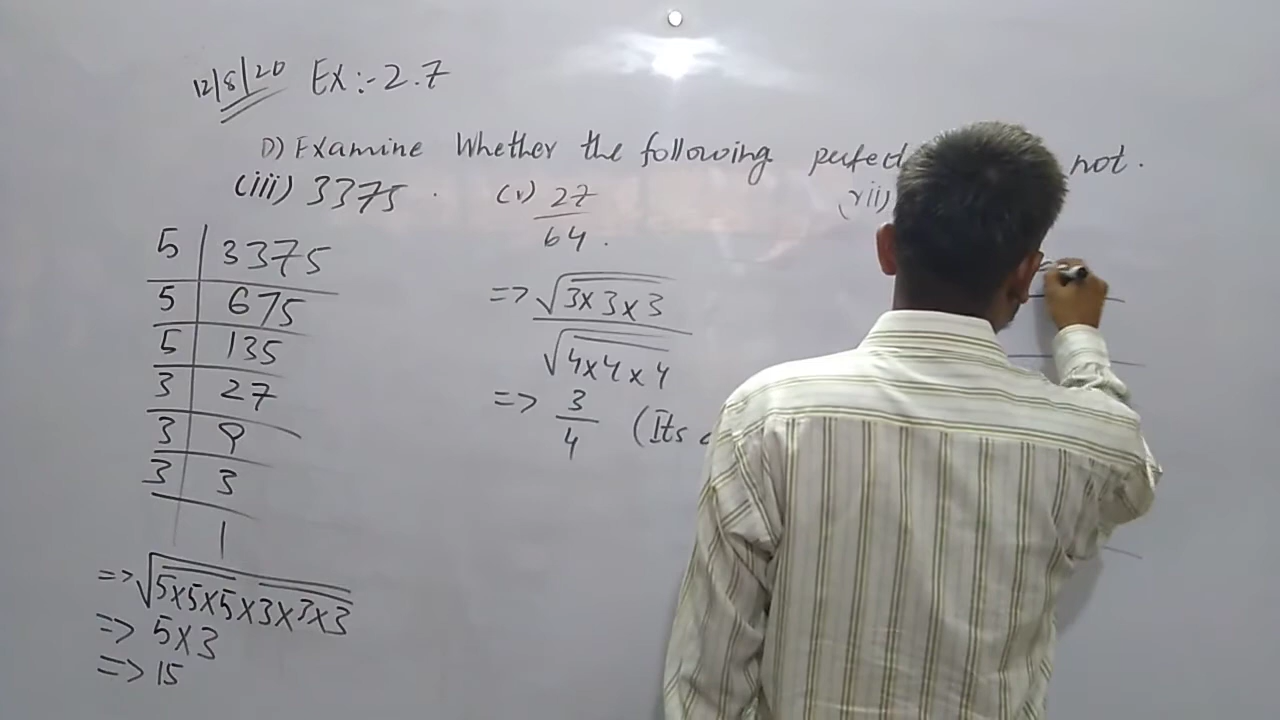 12/8/20 Ex:-2.7
D) Examine Whether the following perfect not.
(iii) 3375 . (v) 27/64 . (vii)
5 | 3375
5 | 675
5 | 135
3 | 27
3 | 9
3 | 3
1
=> √5x5x5x3x3x3
=> 5x3
=> 15
=> √3x3x3
√4x4x4
=> 3/4 (Its